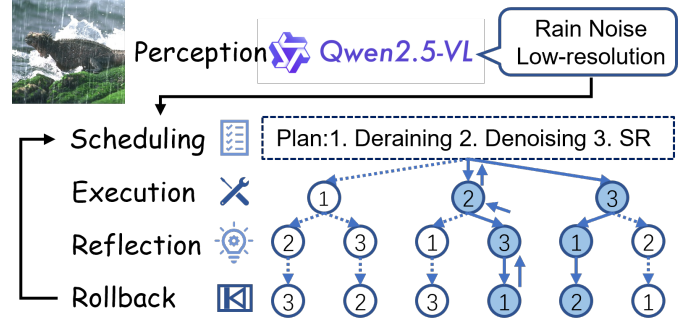 Perception
Qwen2.5-VL
Rain Noise
Low-resolution
Scheduling
Plan:1. Deraining 2. Denoising 3. SR
Execution
1 2 3
Reflection
2 3 1 3 1 2
Rollback
3 2 3 1 2 1